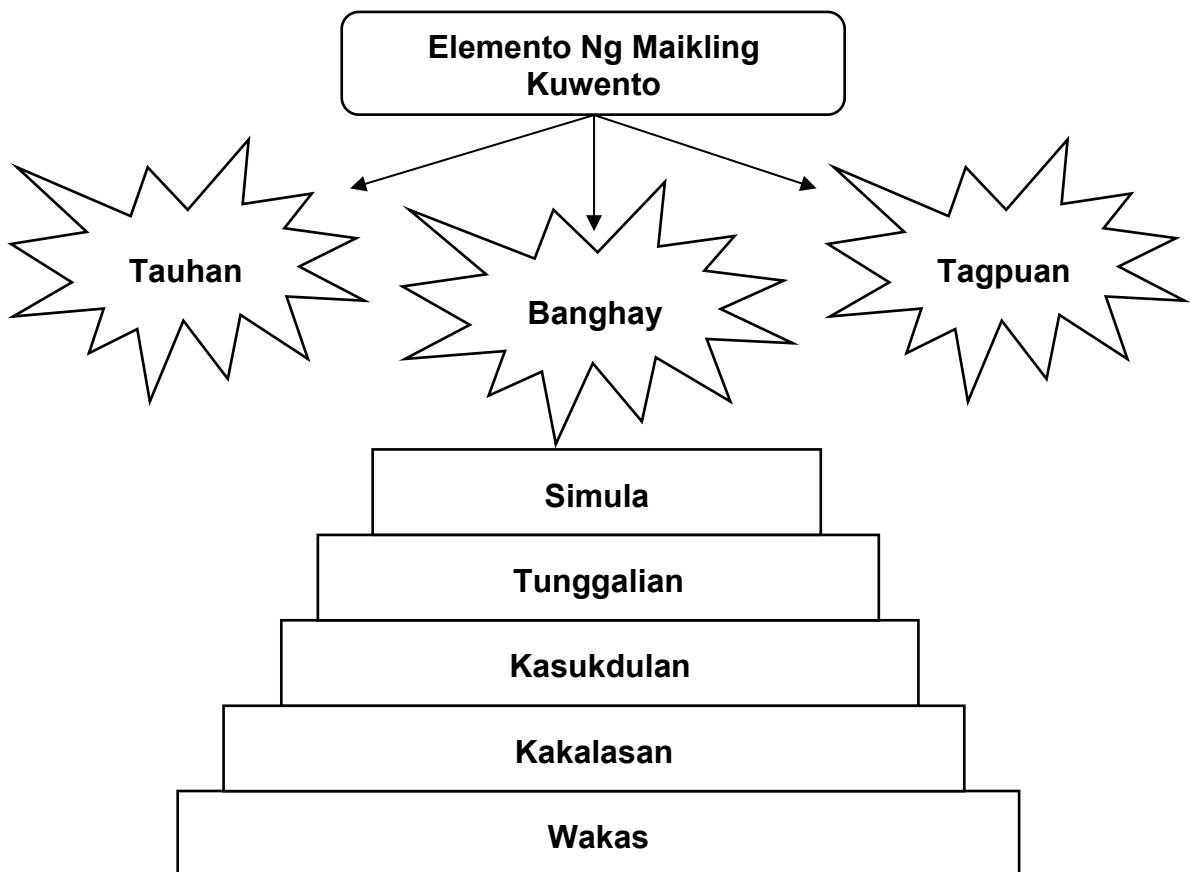 Elemento Ng Maikling
Kuwento
Tauhan
Banghay
Tagpuan
Simula
Tunggalian
Kasukdulan
Kakalasan
Wakas